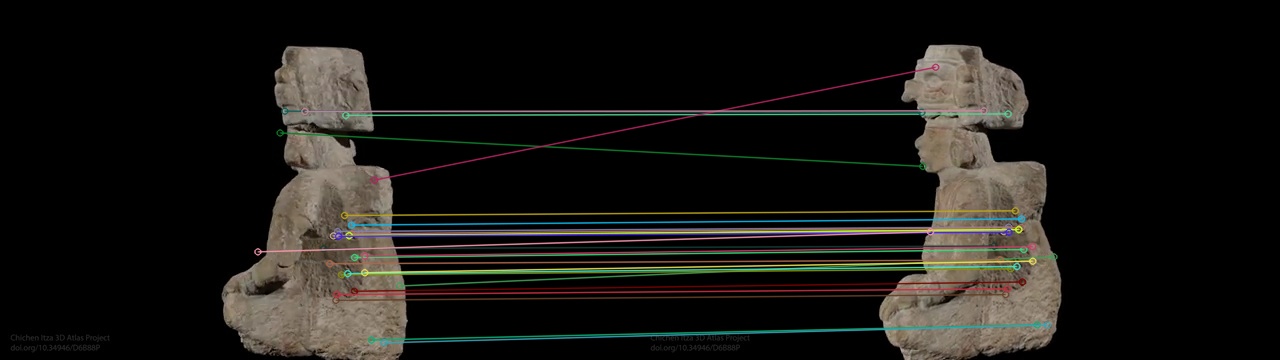 Chichen Itza 3D Atlas Project
doi.org/10.34946/D6B88P
Chichen Itza 3D Atlas Project
doi.org/10.34946/D6B88P